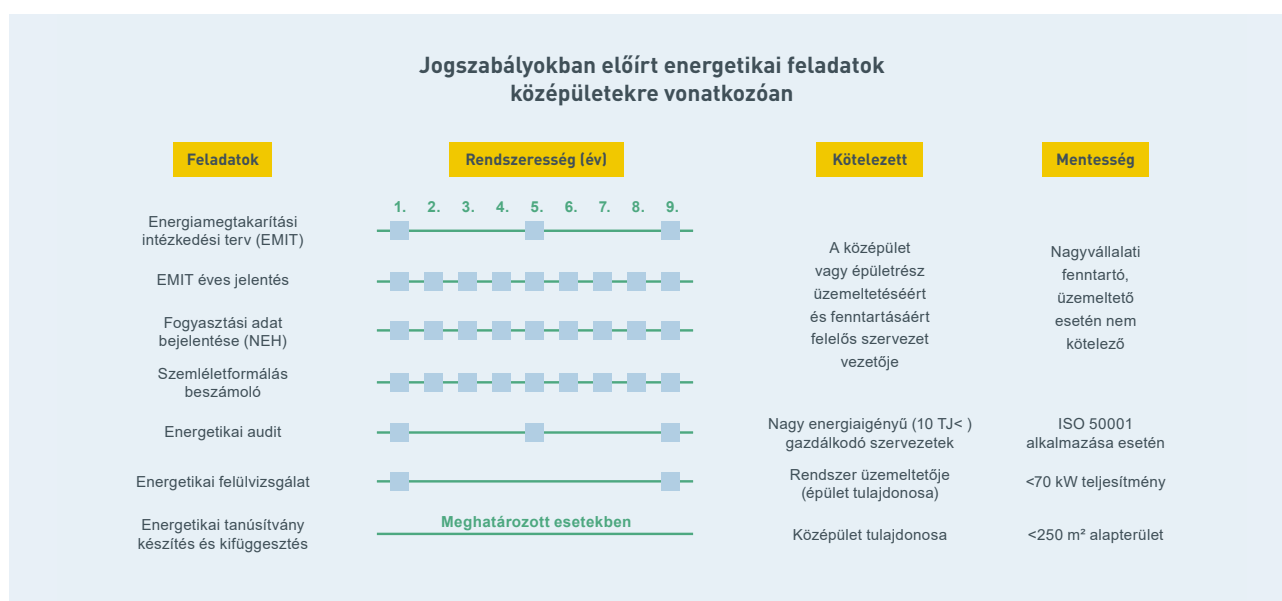 Jogszabályokban előírt energetikai feladatok
középületekre vonatkozóan
Feladatok
Rendszeresség (év)
Kötelezett
Mentesség
1. 2. 3. 4. 5. 6. 7. 8. 9.
Energiamegtakarítási
intézkedési terv (EMIT)
EMIT éves jelentés
Fogyasztási adat
bejelentése (NEH)
Szemléletformálás
beszámoló
A középület
vagy épületrész
üzemeltetéséért
és fenntartásáért
felelős szervezet
vezetője
Nagyvállalati
fenntartó,
üzemeltető
esetén nem
kötelező
Energetikai audit
Nagy energiaigényű (10 TJ< )
gazdálkodó szervezetek
ISO 50001
alkalmazása esetén
Energetikai felülvizsgálat
Rendszer üzemeltetője
(épület tulajdonosa)
<70 kW teljesítmény
Energetikai tanúsítvány
készítés és kifüggesztés
Meghatározott esetekben
Középület tulajdonosa
<250 m² alapterület